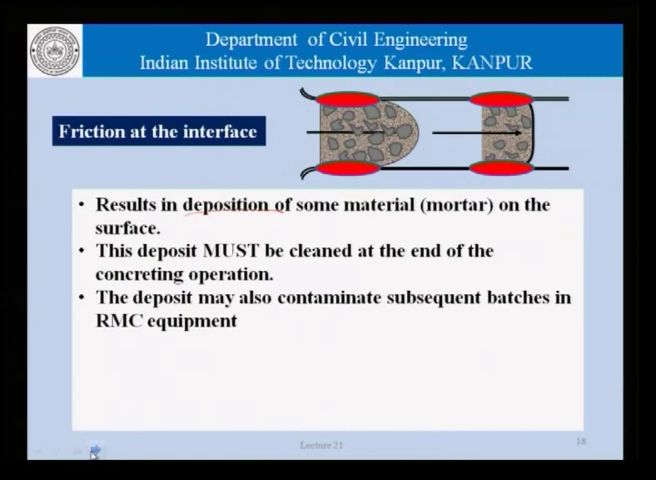 Department of Civil Engineering
Indian Institute of Technology Kanpur, KANPUR
Friction at the interface
• Results in deposition of some material (mortar) on the
surface.
• This deposit MUST be cleaned at the end of the
concreting operation.
• The deposit may also contaminate subsequent batches in
RMC equipment
Lecture 21
18